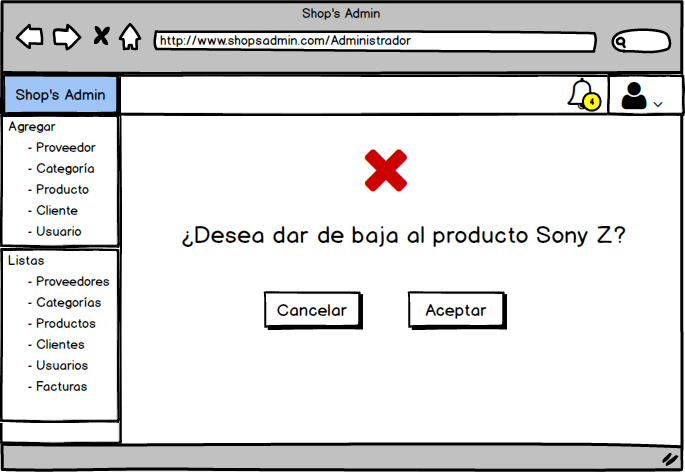 Shop's Admin
http://www.shopsadmin.com/Administrador
Shop's Admin
4
Agregar
- Proveedor
- Categoría
- Producto
- Cliente
- Usuario
Listas
- Proveedores
- Categorías
- Productos
- Clientes
- Usuarios
- Facturas
¿Desea dar de baja al producto Sony Z?
Cancelar
Aceptar